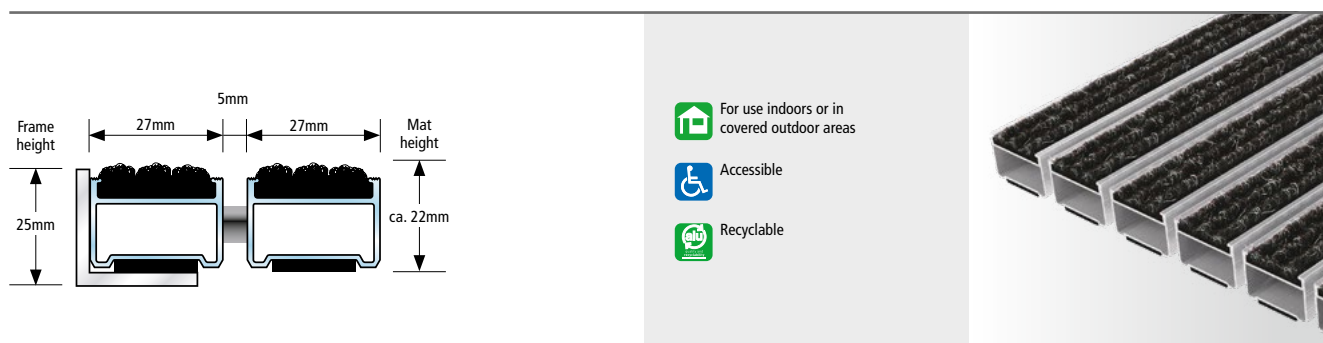 5mm
Frame
height
27mm
27mm
Mat
height
25mm
ca. 22mm
For use indoors or in
covered outdoor areas
Accessible
alu
Recyclable